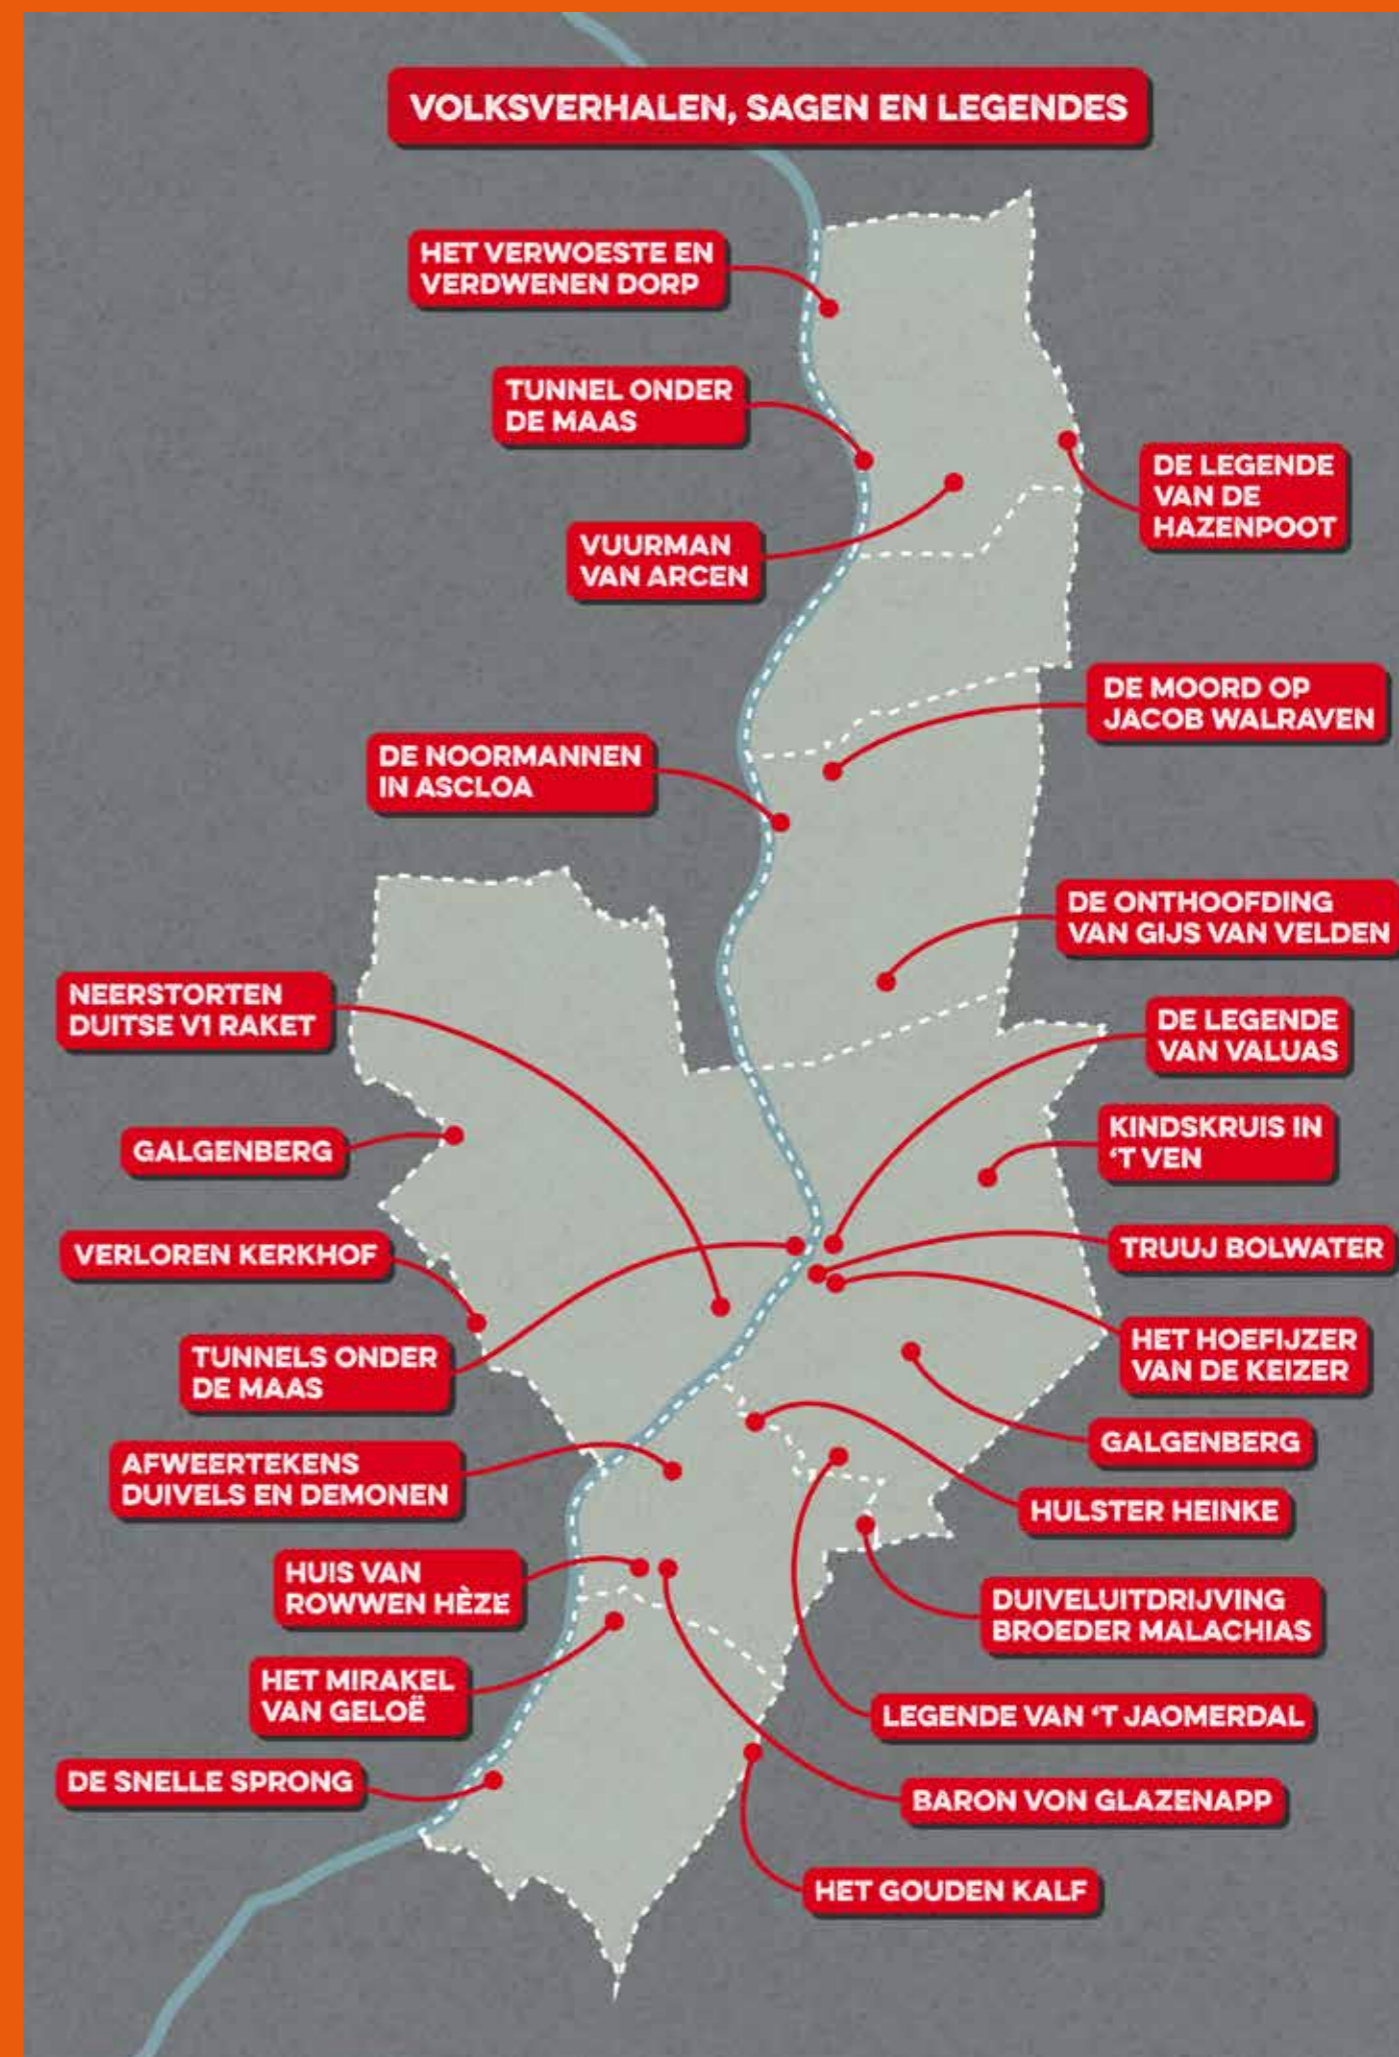 VOLKSVERHALEN, SAGEN EN LEGENDES
HET VERWOESTE EN
VERDWENEN DORP
TUNNEL ONDER
DE MAAS
DE LEGENDE
VAN DE
HAZENPOOT
VUURMAN
VAN ARCEN
DE MOORD OP
JACOB WALRAVEN
DE NOORMANNEN
IN ASCLOA
DE ONTHOOFDING
VAN GIJS VAN VELDEN
NEERSTORTEN
DUITSE V1 RAKET
DE LEGENDE
VAN VALUAS
KINDSKRUIS IN
‘T VEN
GALGENBERG
VERLOREN KERKHOF
TRUUJ BOLWATER
TUNNELS ONDER
DE MAAS
HET HOEFIJZER
VAN DE KEIZER
GALGENBERG
AFWEERTEKENS
DUIVELS EN DEMONEN
HULSTER HEINKE
HUIS VAN
ROWWEN HÈZE
DUIVELUITDRIJVING
BROEDER MALACHIAS
HET MIRAKEL
VAN GELOË
LEGENDE VAN ‘T JAOMERDAL
DE SNELLE SPRONG
BARON VON GLAZENAPP
HET GOUDEN KALF